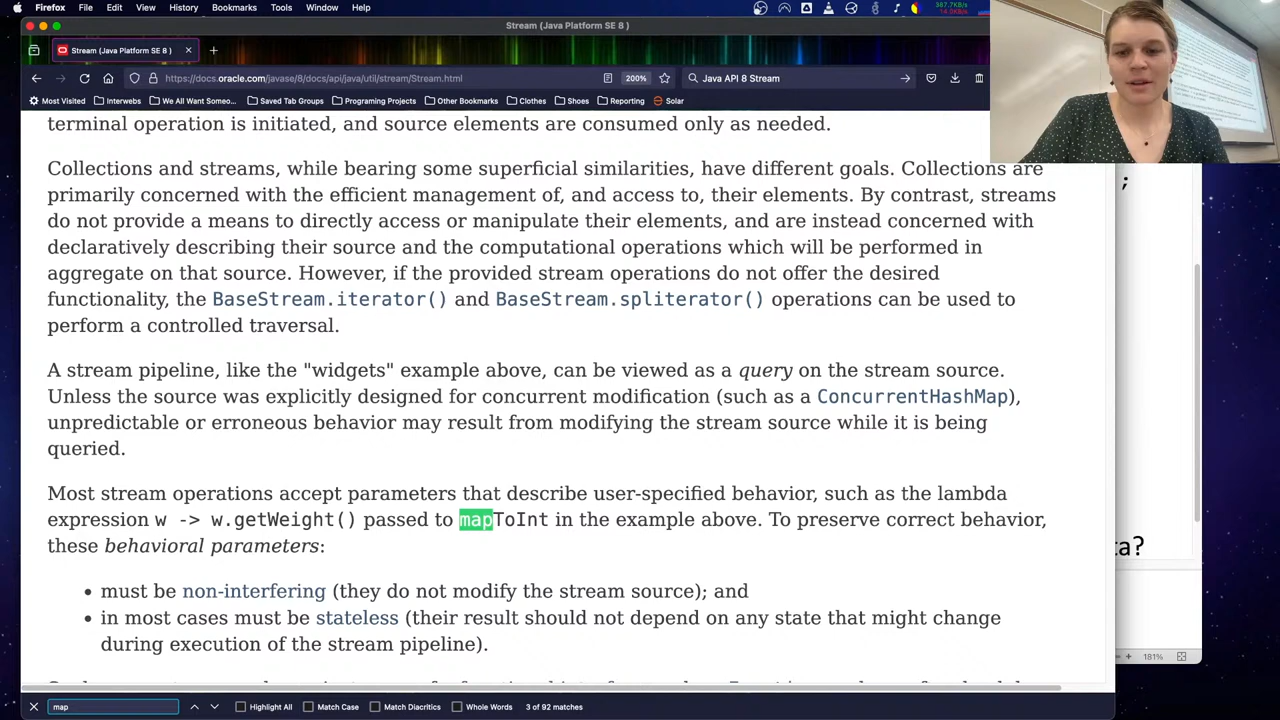 Firefox File Edit View History Bookmarks Tools Window Help
387.7KB/s
14.0KB/s
Stream (Java Platform SE 8 )
Stream (Java Platform SE 8 )
https://docs.oracle.com/javase/8/docs/api/java/util/stream/Stream.html
200%
Java API 8 Stream
Most Visited Interwebs We All Want Someo... Saved Tab Groups Programing Projects Other Bookmarks Clothes Shoes Reporting Solar
terminal operation is initiated, and source elements are consumed only as needed.
;
Collections and streams, while bearing some superficial similarities, have different goals. Collections are
primarily concerned with the efficient management of, and access to, their elements. By contrast, streams
do not provide a means to directly access or manipulate their elements, and are instead concerned with
declaratively describing their source and the computational operations which will be performed in
aggregate on that source. However, if the provided stream operations do not offer the desired
functionality, the BaseStream.iterator() and BaseStream.spliterator() operations can be used to
perform a controlled traversal.
A stream pipeline, like the "widgets" example above, can be viewed as a query on the stream source.
Unless the source was explicitly designed for concurrent modification (such as a ConcurrentHashMap),
unpredictable or erroneous behavior may result from modifying the stream source while it is being
queried.
Most stream operations accept parameters that describe user-specified behavior, such as the lambda
expression w -> w.getWeight() passed to mapToInt in the example above. To preserve correct behavior,
these behavioral parameters:
ta?
• must be non-interfering (they do not modify the stream source); and
• in most cases must be stateless (their result should not depend on any state that might change
during execution of the stream pipeline).
181%
map
Highlight All Match Case Match Diacritics Whole Words 3 of 92 matches